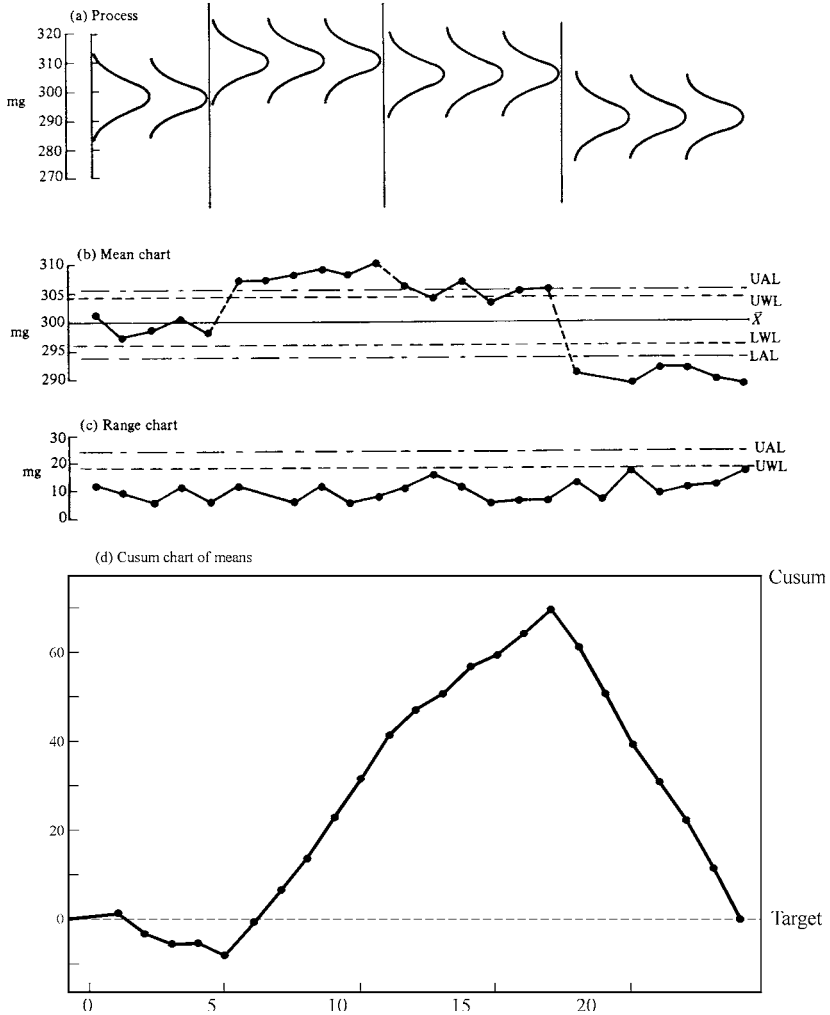 (a) Process
320
310
300
mg
290
280
270
(b) Mean chart
310
UAL
305
UWL
300
X̄
mg
295
LWL
LAL
290
(c) Range chart
30
UAL
mg
20
UWL
10
0
(d) Cusum chart of means
Cusum
60
40
20
0
Target
0 5 10 15 20